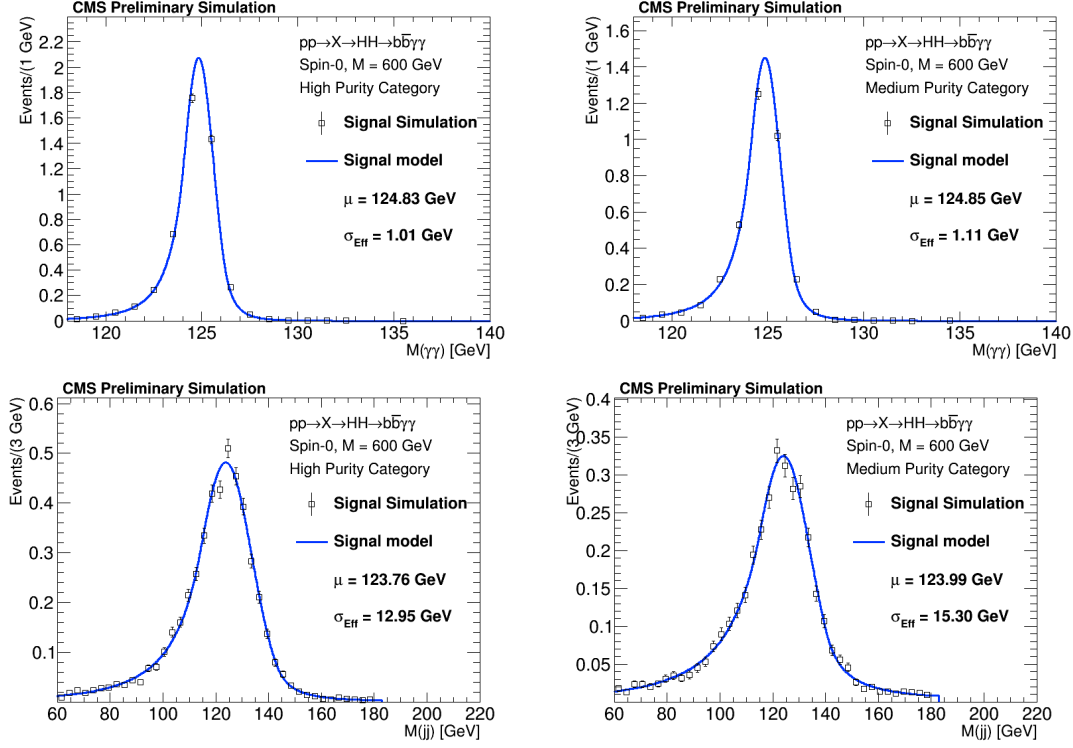 CMS Preliminary Simulation
Events/(1 GeV)
2.2
2
1.8
1.6
1.4
1.2
1
0.8
0.6
0.4
0.2
0
pp→X→HH→bb̅γγ
Spin-0, M = 600 GeV
High Purity Category
Signal Simulation
Signal model
μ = 124.83 GeV
σEff = 1.01 GeV
120 125 130 135 140
M(γγ) [GeV]
CMS Preliminary Simulation
Events/(1 GeV)
1.6
1.4
1.2
1
0.8
0.6
0.4
0.2
0
pp→X→HH→bb̅γγ
Spin-0, M = 600 GeV
Medium Purity Category
Signal Simulation
Signal model
μ = 124.85 GeV
σEff = 1.11 GeV
120 125 130 135 140
M(γγ) [GeV]
CMS Preliminary Simulation
Events/(3 GeV)
0.6
0.5
0.4
0.3
0.2
0.1
pp→X→HH→bb̅γγ
Spin-0, M = 600 GeV
High Purity Category
Signal Simulation
Signal model
μ = 123.76 GeV
σEff = 12.95 GeV
60 80 100 120 140 160 180 200 220
M(jj) [GeV]
CMS Preliminary Simulation
Events/(3 GeV)
0.4
0.35
0.3
0.25
0.2
0.15
0.1
0.05
pp→X→HH→bb̅γγ
Spin-0, M = 600 GeV
Medium Purity Category
Signal Simulation
Signal model
μ = 123.99 GeV
σEff = 15.30 GeV
60 80 100 120 140 160 180 200 220
M(jj) [GeV]